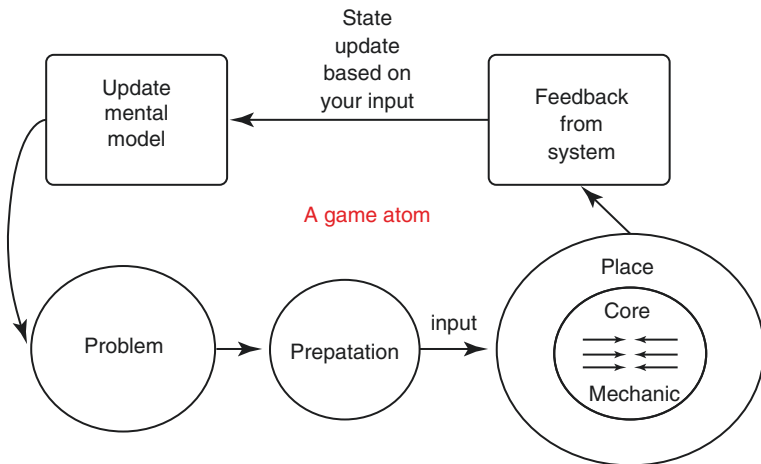 State
update
based on
your input
Update
mental
model
Feedback
from
system
A game atom
Place
Core
Mechanic
Problem
Prepatation
input